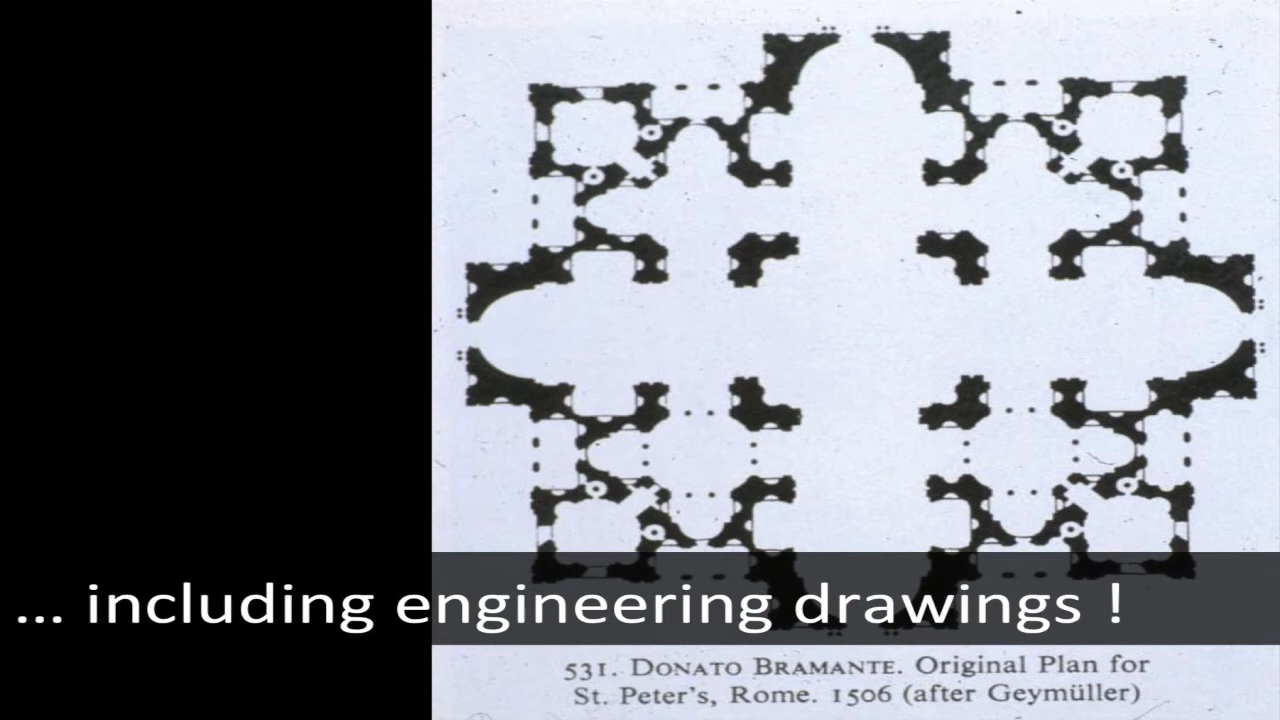 ... including engineering drawings !
531. Donato Bramante. Original Plan for
St. Peter's, Rome. 1506 (after Geymüller)